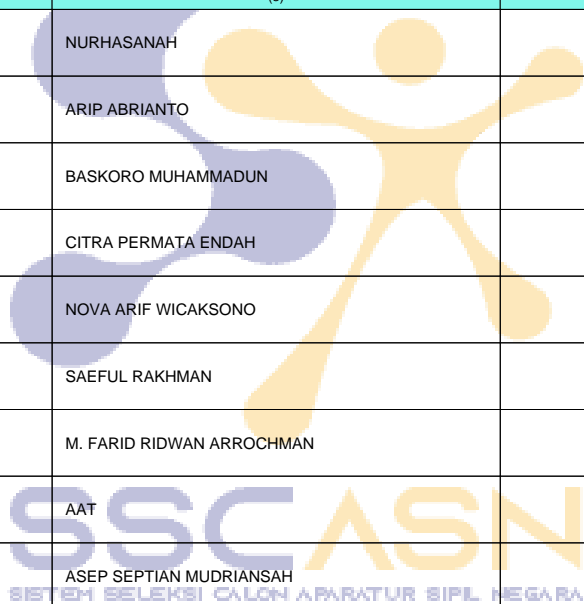 (3)
NURHASANAH
ARIP ABRIANTO
BASKORO MUHAMMADUN
CITRA PERMATA ENDAH
NOVA ARIF WICAKSONO
SAEFUL RAKHMAN
M. FARID RIDWAN ARROCHMAN
AAT
SSCASN
ASEP SEPTIAN MUDRIANSAH
SISTEM SELEKSI CALON APARATUR SIPIL NEGARA